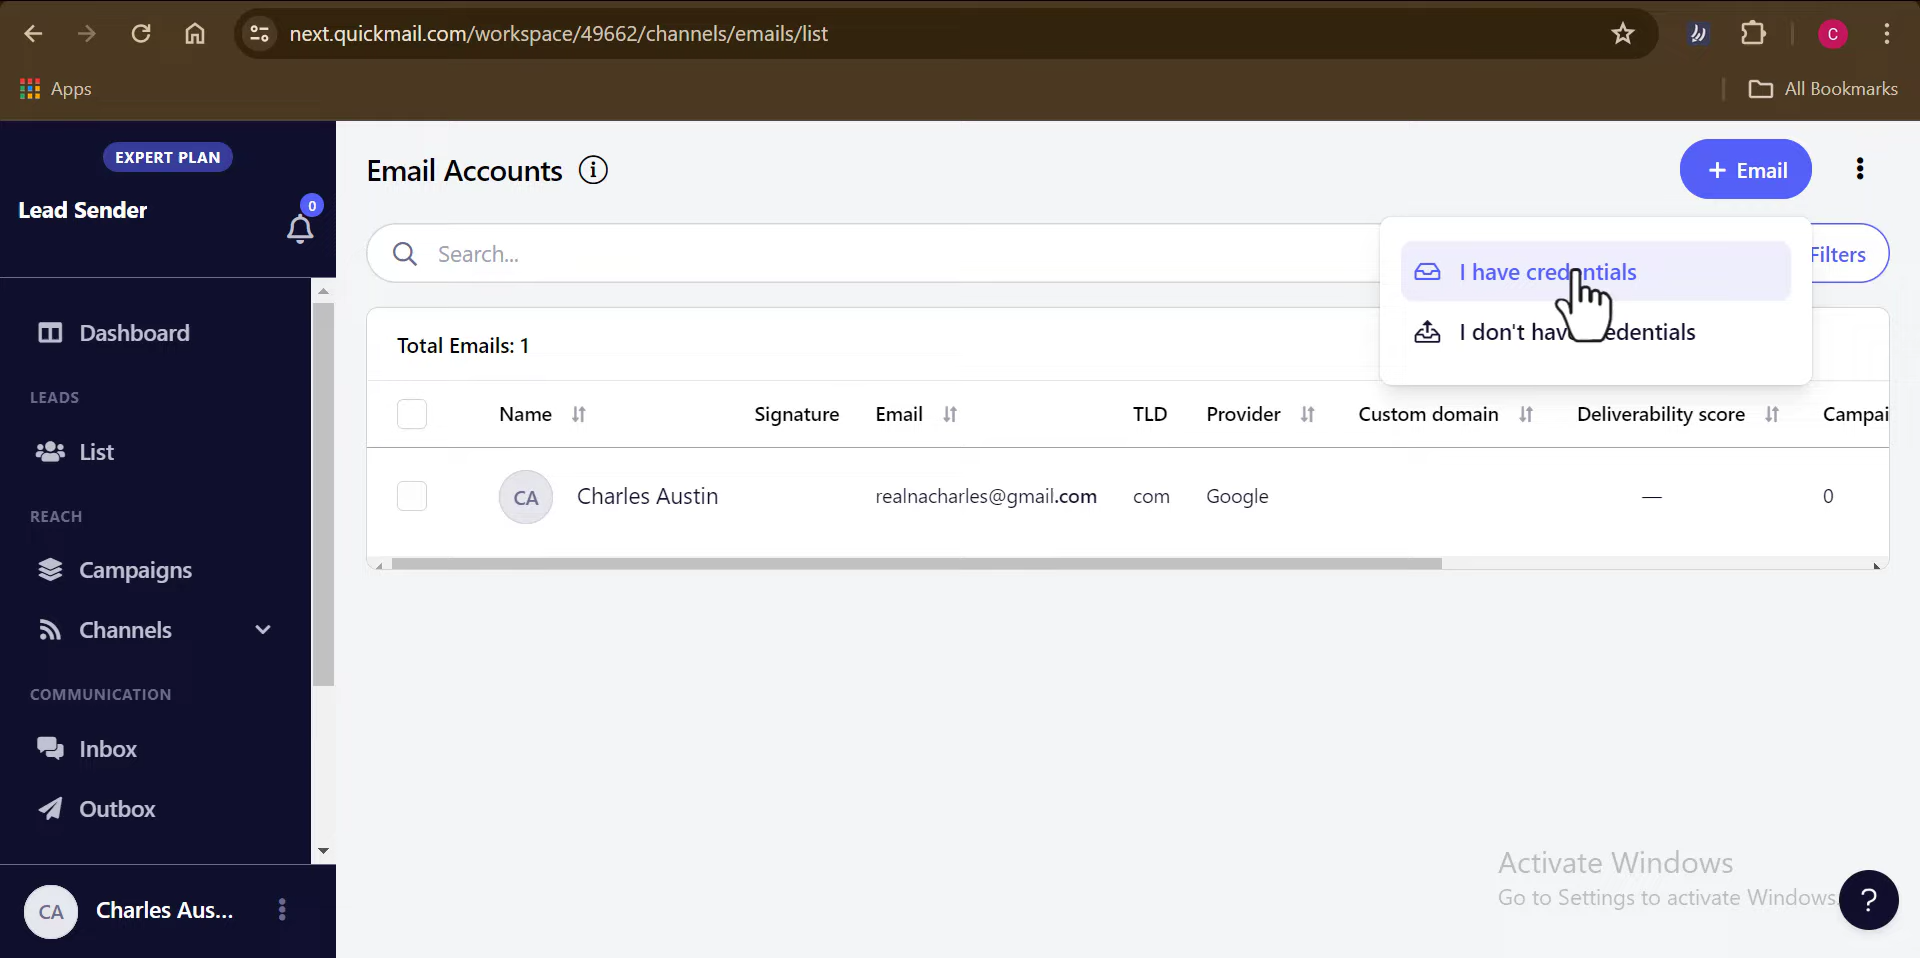 next.quickmail.com/workspace/49662/channels/emails/list
C
Apps
All Bookmarks
EXPERT PLAN
Lead Sender
0
Dashboard
LEADS
List
REACH
Campaigns
Channels
COMMUNICATION
Inbox
Outbox
CA Charles Aus...
Email Accounts
+ Email
Search...
Filters
I have credentials
I don't have credentials
Total Emails: 1
Name Signature Email TLD Provider Custom domain Deliverability score Campai
CA Charles Austin realnacharles@gmail.com com Google — 0
Activate Windows
Go to Settings to activate Windows.
?